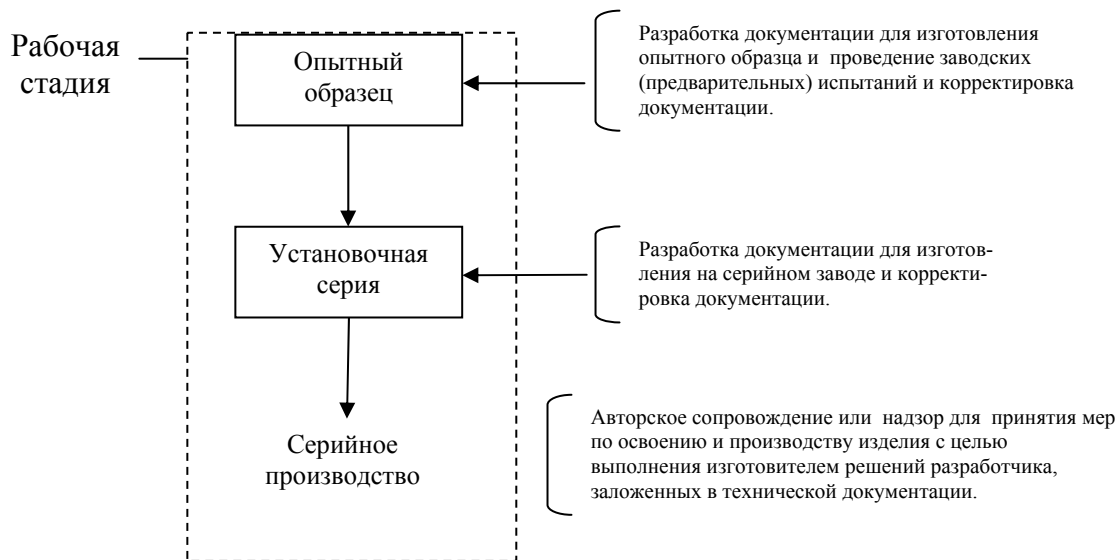 Рабочая
стадия
Опытный
образец
Разработка документации для изготовления
опытного образца и проведение заводских
(предварительных) испытаний и корректировка
документации.
Установочная
серия
Разработка документации для изготов-
ления на серийном заводе и корректи-
ровка документации.
Серийное
производство
Авторское сопровождение или надзор для принятия мер
по освоению и производству изделия с целью
выполнения изготовителем решений разработчика,
заложенных в технической документации.